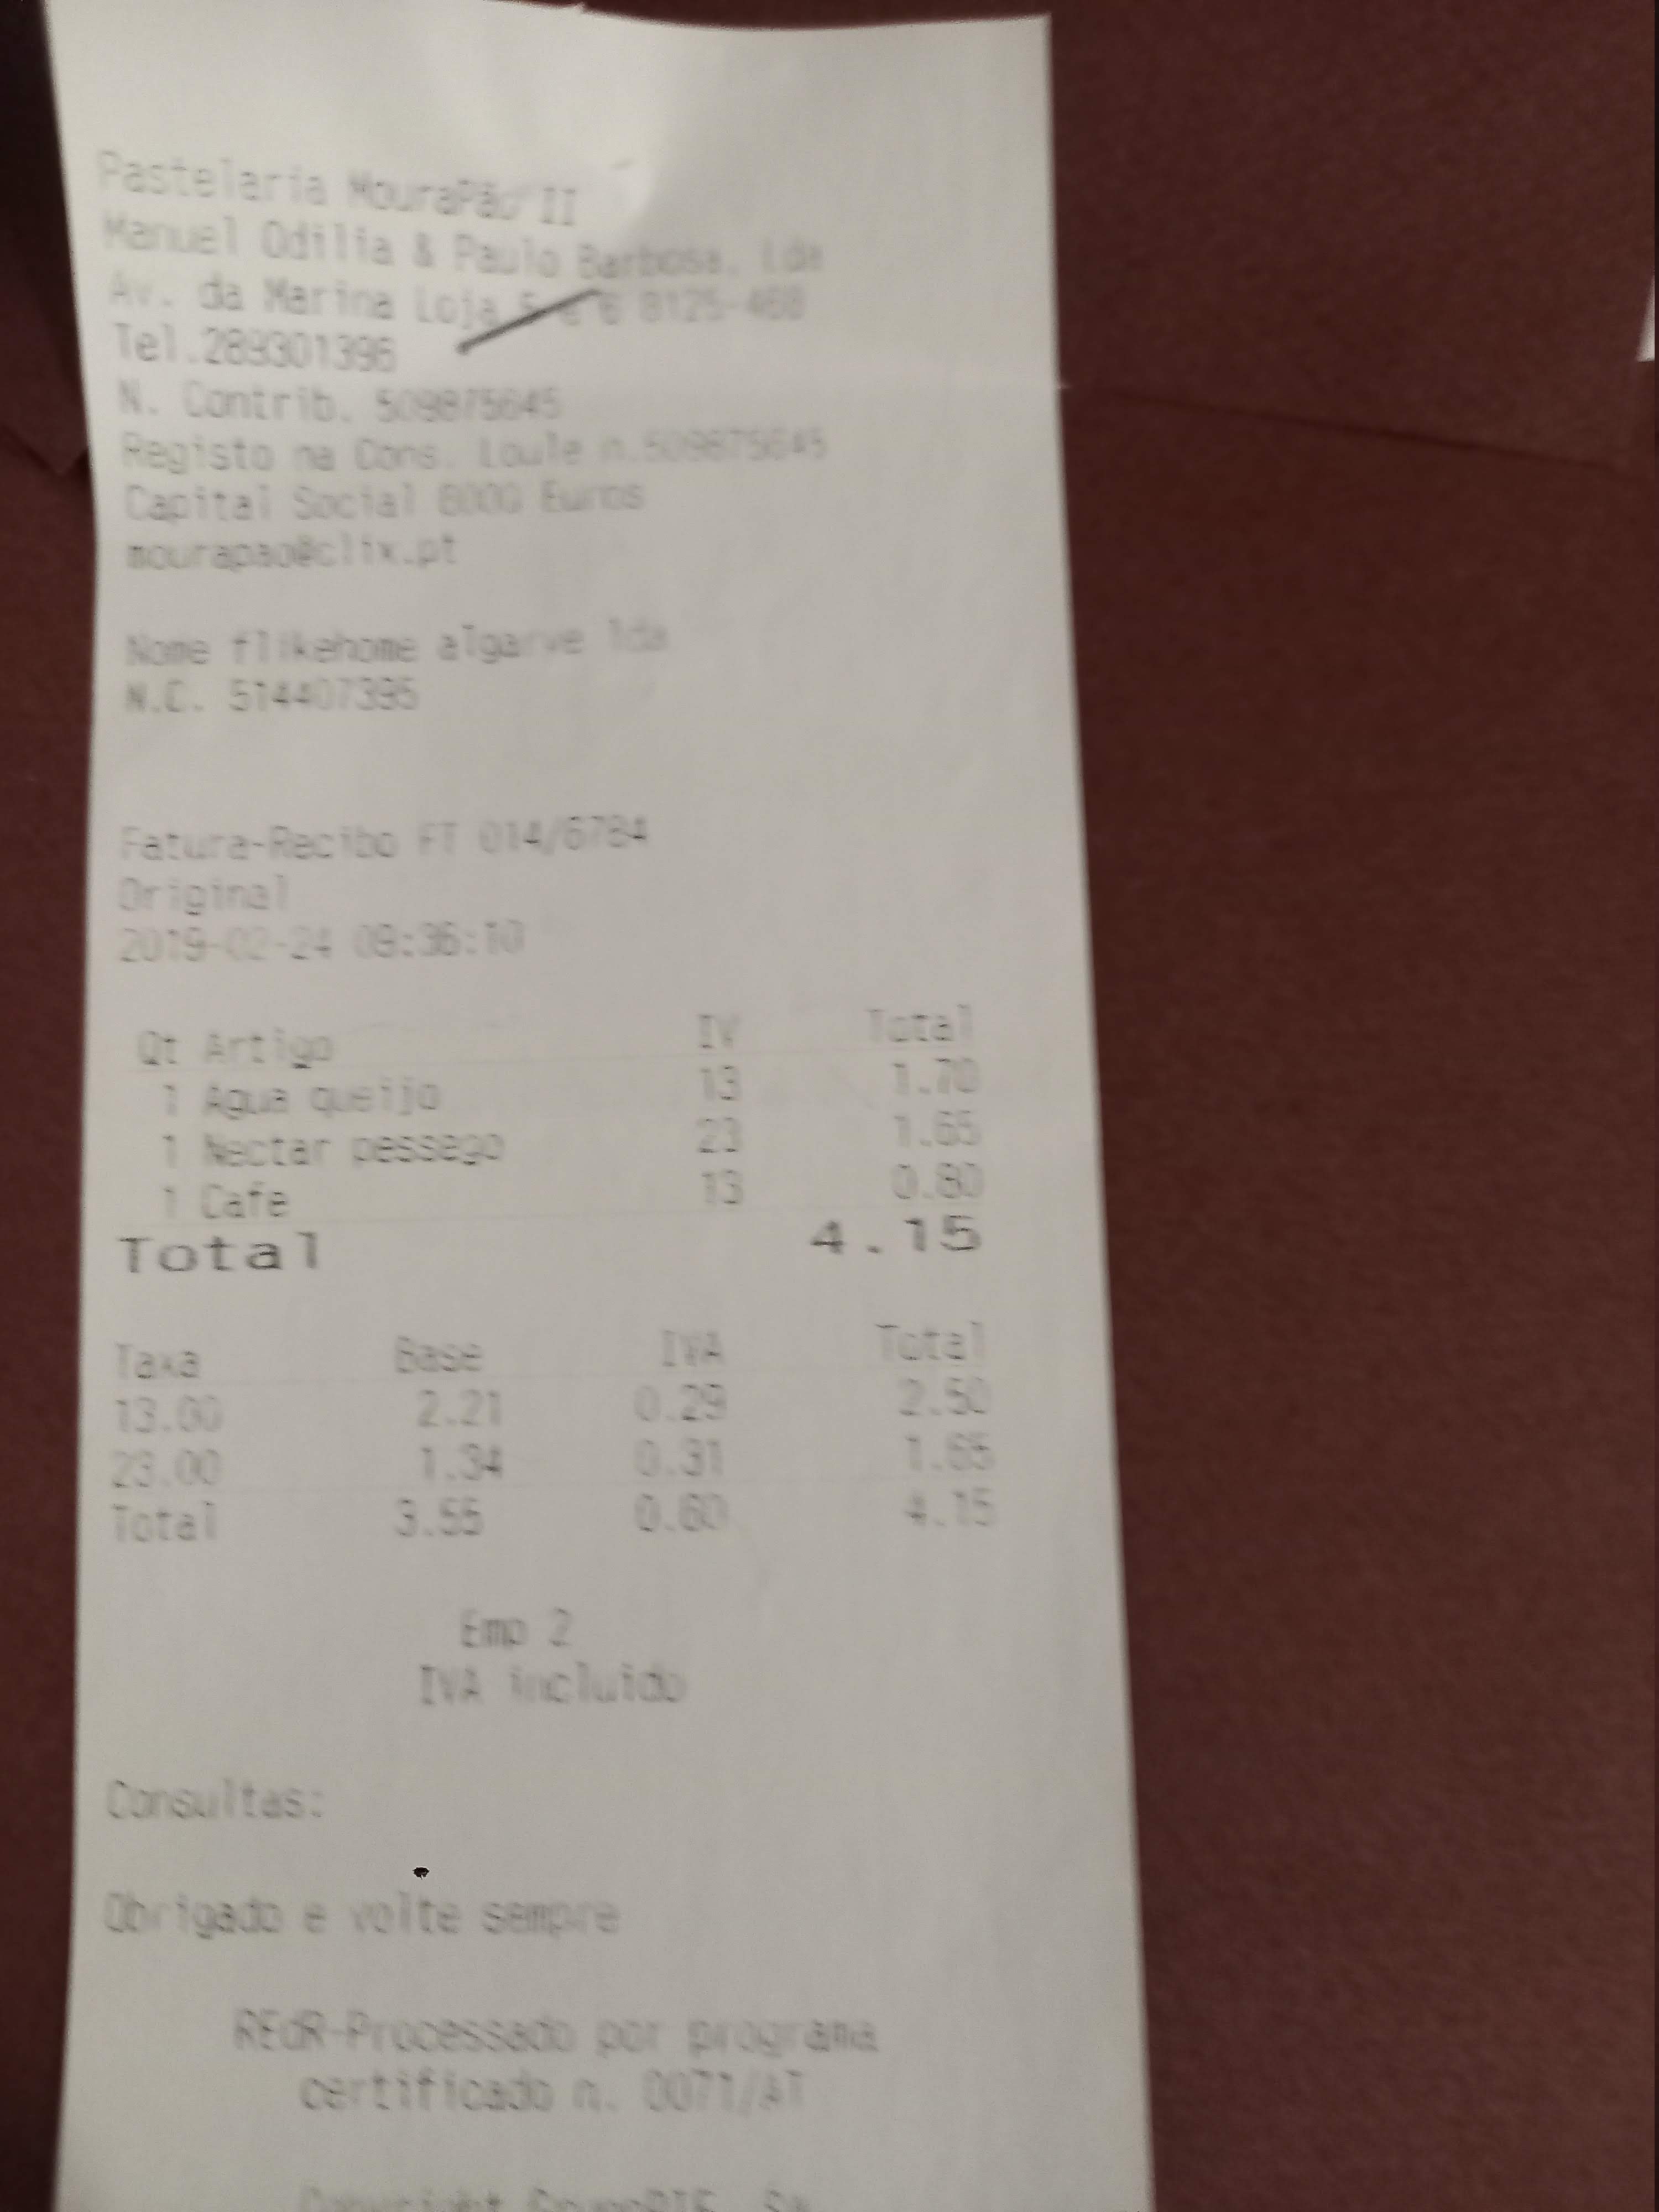 Pastelaria MouraPão II
Manuel Odilia & Paulo Barbosa, Lda
Av. da Marina Loja 5 e 6 8125-468
Tel.289301396
N. Contrib. 509875645
Registo na Cons. Loule n.509875645
Capital Social 6000 Euros
mourapao@clix.pt
Nome flikehome algarve lda
N.C. 514407395
Fatura-Recibo FT 014/6784
Original
2019-02-24 09:36:10
Qt Artigo IV Total
1 Agua queijo 13 1.70
1 Nectar pessego 23 1.65
1 Cafe 13 0.80
Total 4.15
Taxa Base IVA Total
13.00 2.21 0.29 2.50
23.00 1.34 0.31 1.65
Total 3.55 0.60 4.15
Emp 2
IVA incluido
Consultas:
Obrigado e volte sempre
REdR-Processado por programa
certificado n. 0071/AT
Copyright